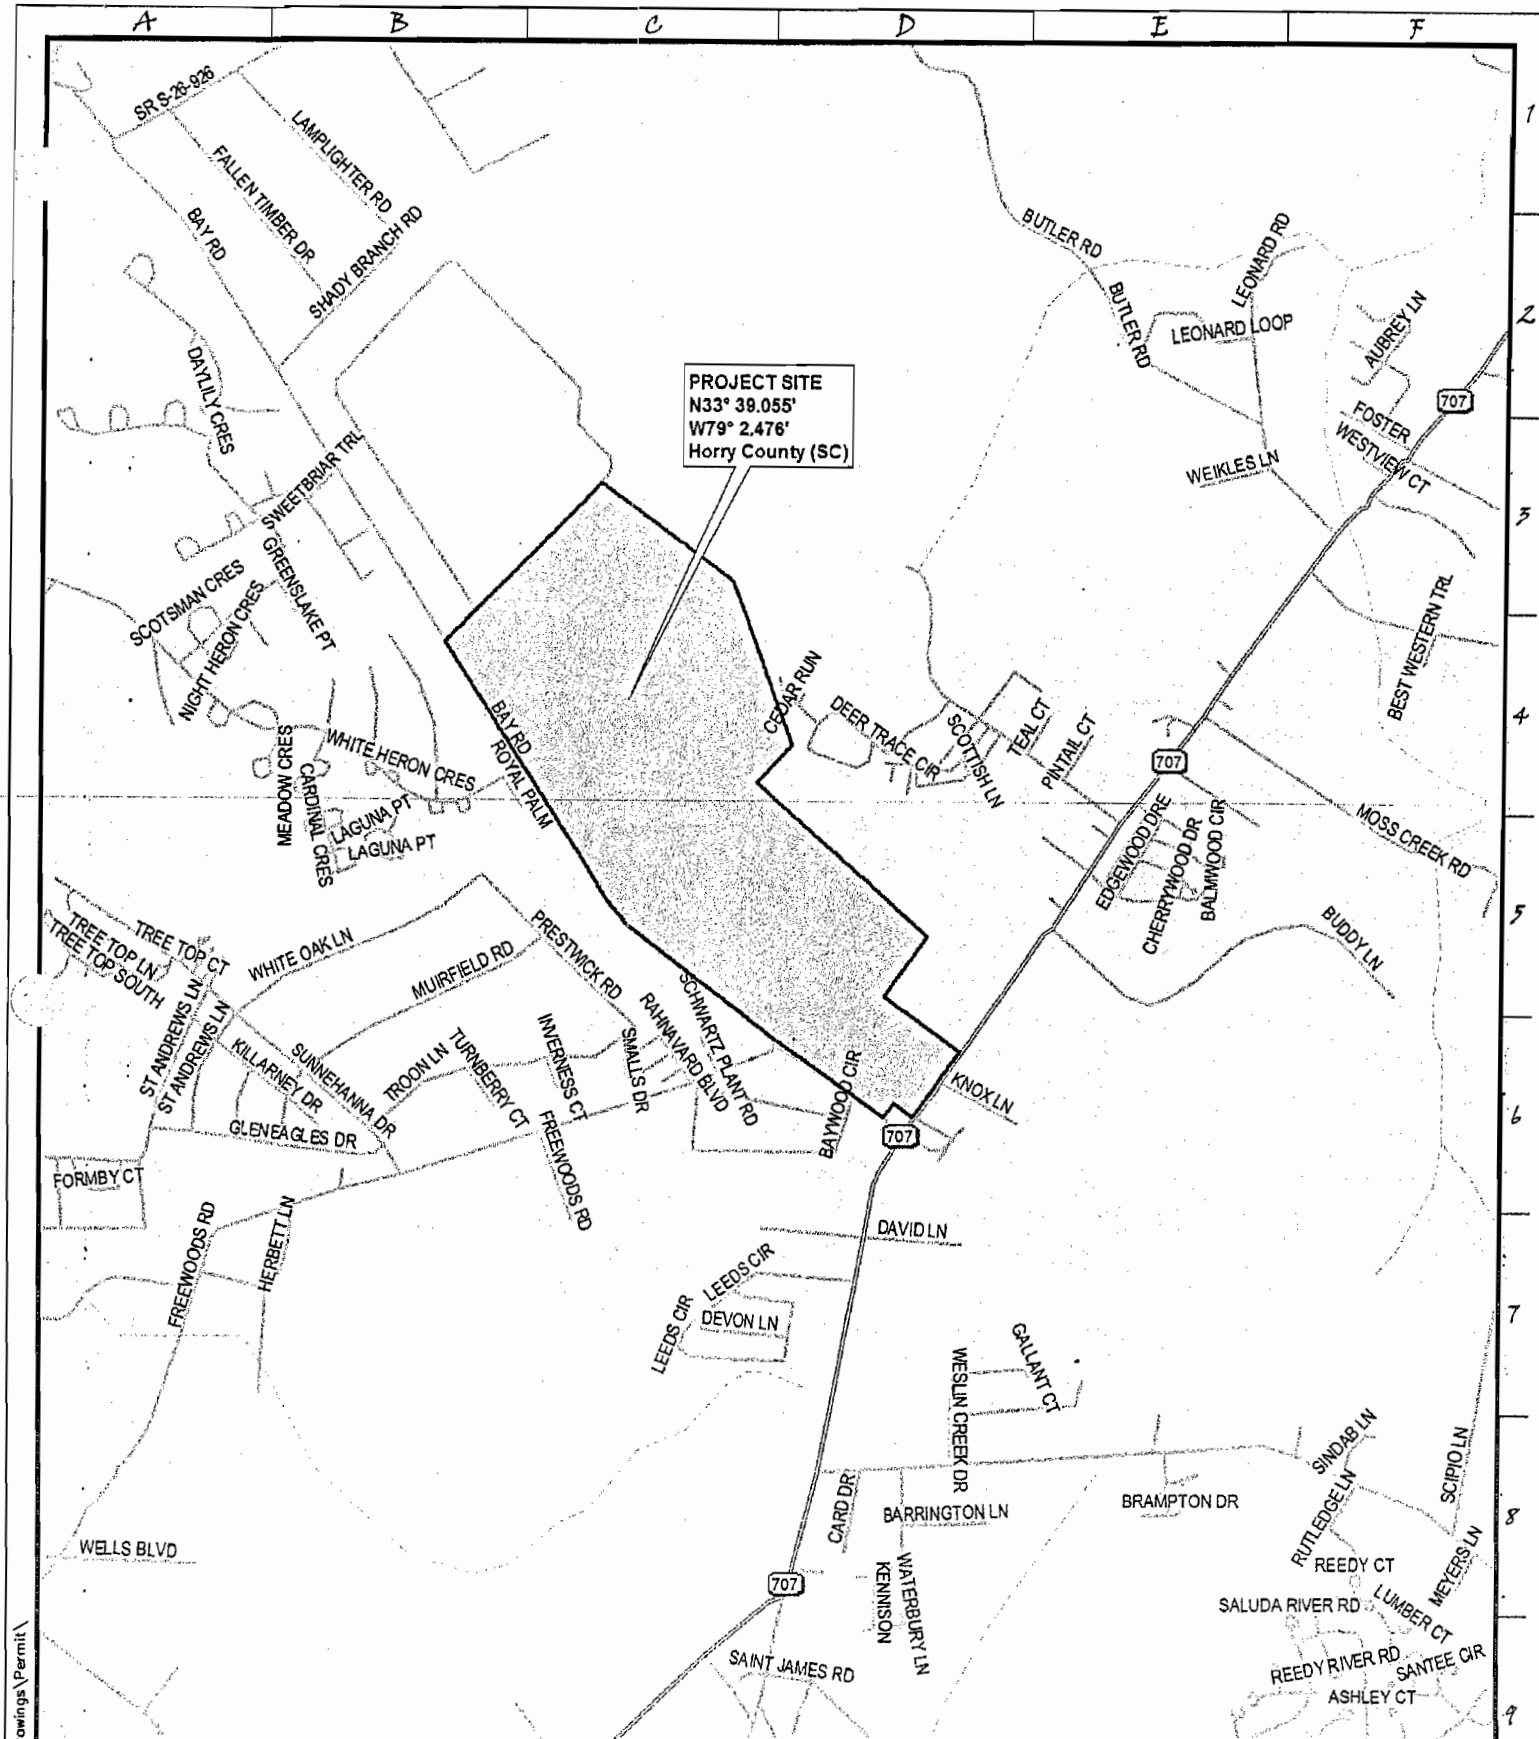 A B C D E F
1
SR S-26-926
LAMPLIGHTER RD
FALLEN TIMBER DR
BAY RD
SHADY BRANCH RD
BUTLER RD
LEONARD RD
BUTLER RD
LEONARD LOOP
AUBREY LN
2
DAYLILY CRES
PROJECT SITE
N33° 39.055'
W79° 2.476'
Horry County (SC)
707
FOSTER
WESTVIEW CT
SWEETBRIAR TRL
WEIKLES LN
3
GREENSLAKE PT
SCOTSMAN CRES
NIGHT HERON CRES
BEST WESTERN TRL
CEDAR RUN
DEER TRACE CIR
SCOTTISH LN
TEAL CT
PINTAIL CT
4
BAY RD
ROYAL PALM
MEADOW CRES
WHITE HERON CRES
CARDINAL CRES
707
LAGUNA PT
LAGUNA PT
EDGEWOOD DRE
CHERRYWOOD DR
BALMWOOD CIR
MOSS CREEK RD
5
TREE TOP CT
TREE TOP LN
TREE TOP SOUTH
WHITE OAK LN
MUIRFIELD RD
PRESTWICK RD
BUDDY LN
ST ANDREWS LN
ST ANDREWS LN
KILLARNEY DR
SUNNEHANNA DR
TROON LN
TURNBERRY CT
INVERNESS CT
SMALLS DR
RAHNAVARD BLVD
SCHWARTZ PLANT RD
BAYWOOD CIR
KNOX LN
6
GLENEAGLES DR
FREEWOODS RD
707
FORMBY CT
FREEWOODS RD
HERBETT LN
DAVID LN
LEEDS CIR
LEEDS CIR
DEVON LN
7
GALLANT CT
WESLIN CREEK DR
SINDAB LN
SCIPIO LN
CARD DR
BARRINGTON LN
BRAMPTON DR
RUTLEDGE LN
8
WELLS BLVD
MEYERS LN
REEDY CT
707
KENNISON
WATERBURY LN
SALUDA RIVER RD
LUMBER CT
SAINT JAMES RD
REEDY RIVER RD
SANTEE CIR
ASHLEY CT
9
awings\Permit\